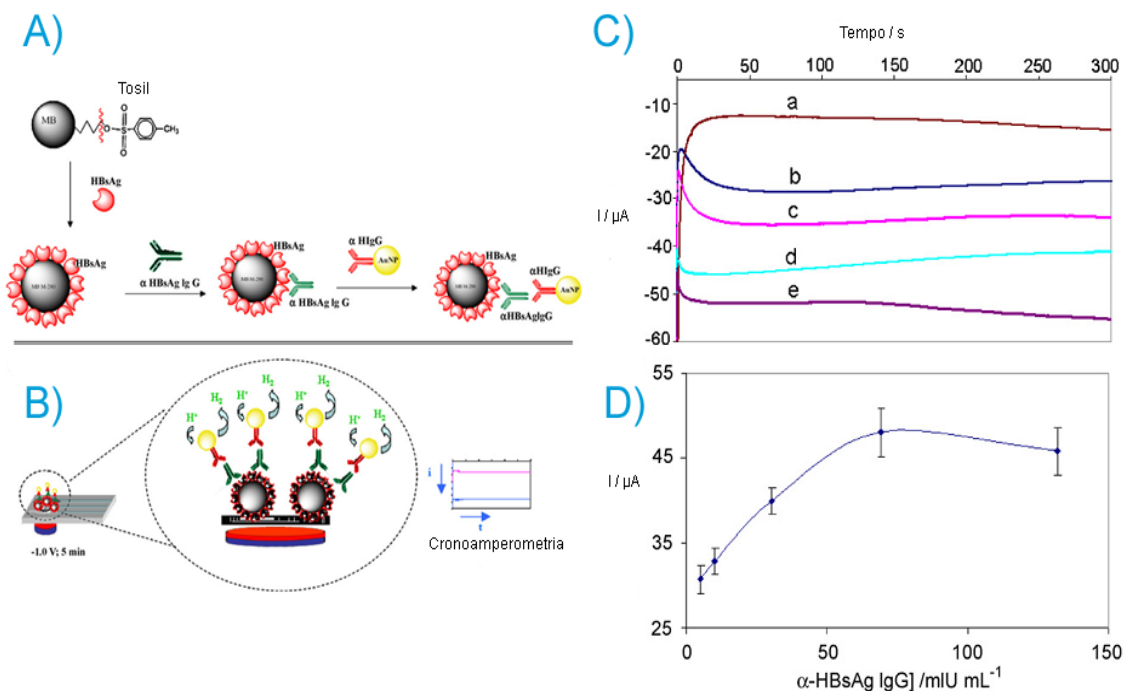 A)
Tosil
MB
O
S
O
O
CH₃
HBsAg
HBsAg
α HBsAg Ig G
HBsAg
α HBsAg Ig G
α HIgG
AuNP
HBsAg
αHIgG
AuNP
αHBsAgIgG
B)
H⁺
H₂
H⁺
H₂
H⁺
H₂
H⁺
H₂
-1.0 V; 5 min
i
t
Cronoamperometria
C)
Tempo / s
0 50 100 150 200 250 300
-10
-20
-30
-40
-50
-60
I / µA
a
b
c
d
e
D)
55
45
35
25
I / µA
0 50 100 150
α-HBsAg IgG] /mIU mL⁻¹